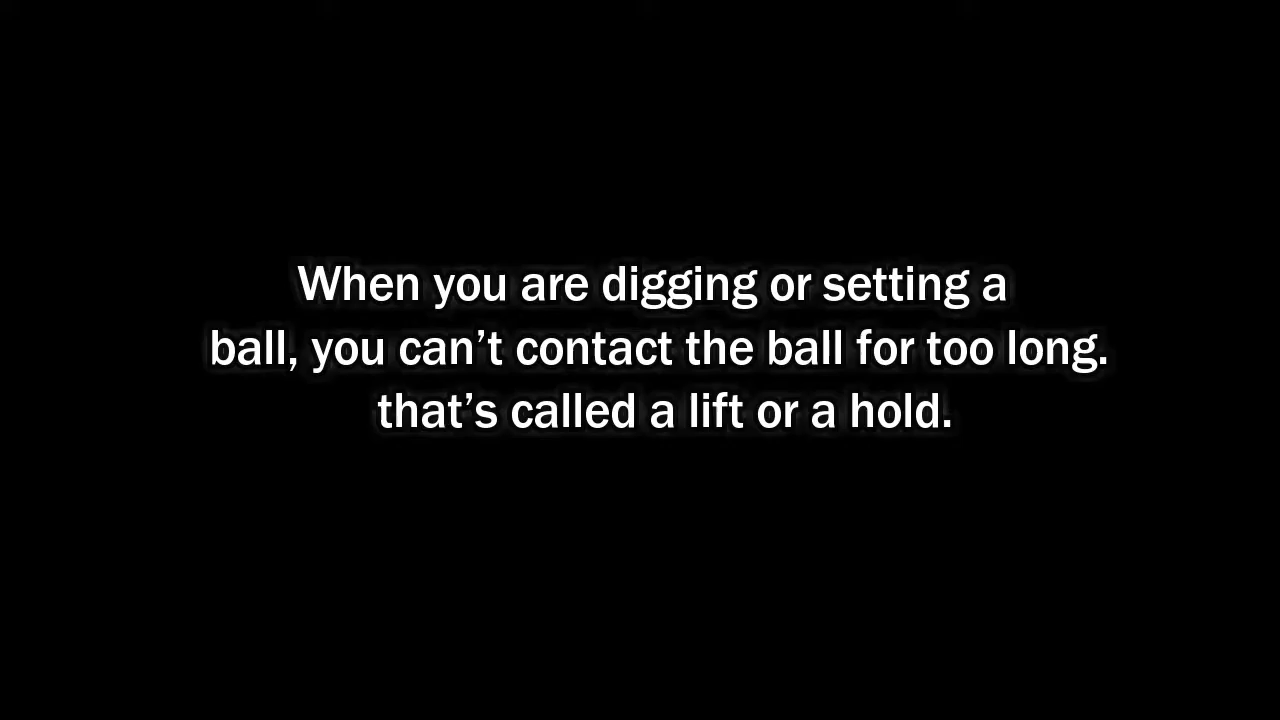 When you are digging or setting a
ball, you can’t contact the ball for too long.
that’s called a lift or a hold.